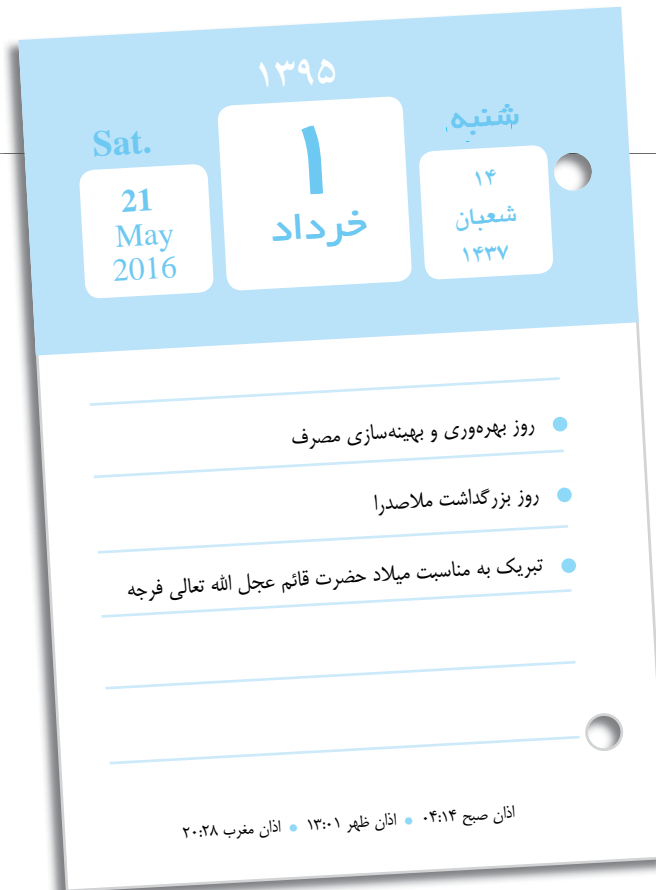 ۱۳۹۵
شنبه
۱۴
شعبان
۱۴۳۷
۱
خرداد
Sat.
21
May
2016
روز بهره‌وری و بهینه‌سازی مصرف
روز بزرگداشت ملاصدرا
تبریک به مناسبت میلاد حضرت قائم عجل الله تعالی فرجه
اذان صبح ۰۴:۱۴ • اذان ظهر ۱۳:۰۱ • اذان مغرب ۲۰:۲۸